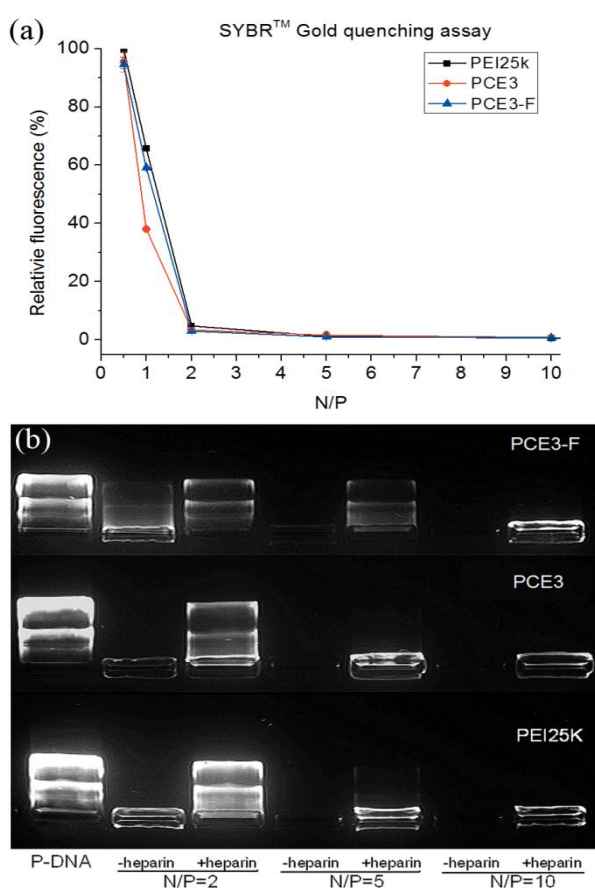 (a)
SYBR™ Gold quenching assay
PEI25k
PCE3
PCE3-F
100
80
60
40
20
0
Relativie fluorescence (%)
0 1 2 3 4 5 6 7 8 9 10
N/P
(b)
PCE3-F
PCE3
PEI25K
P-DNA -heparin +heparin -heparin +heparin -heparin +heparin
N/P=2 N/P=5 N/P=10